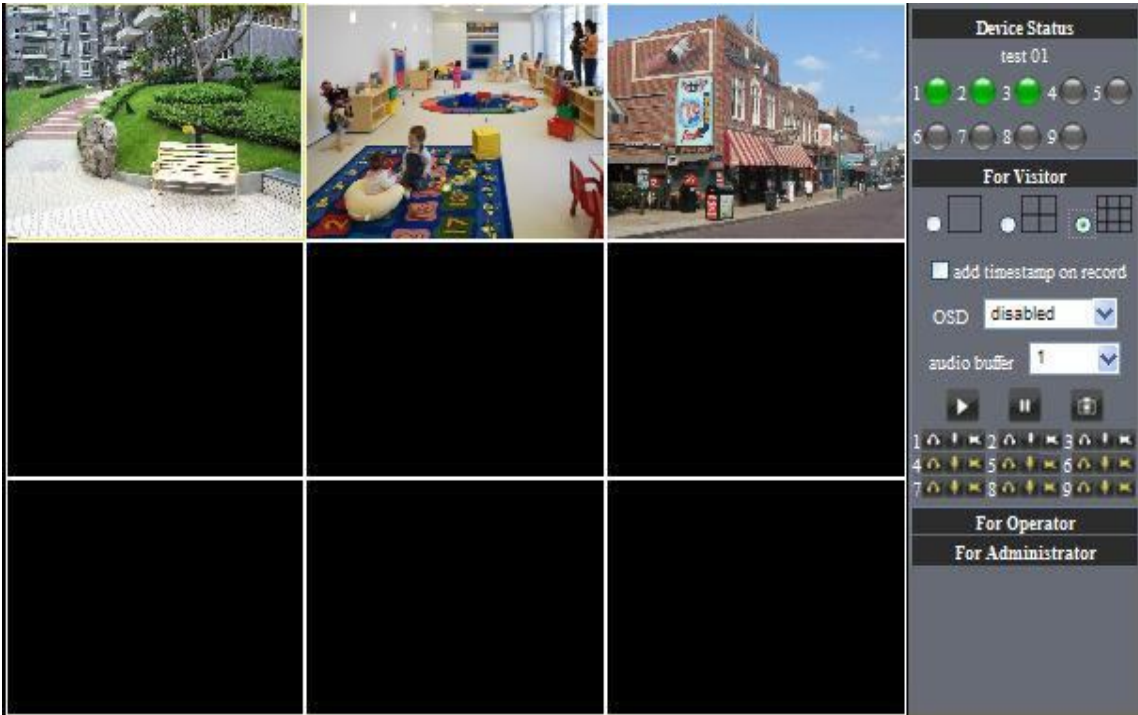 Device Status
test 01
1 2 3 4 5
6 7 8 9
For Visitor
add timestamp on record
OSD disabled
audio buffer 1
1 2 3
4 5 6
7 8 9
For Operator
For Administrator